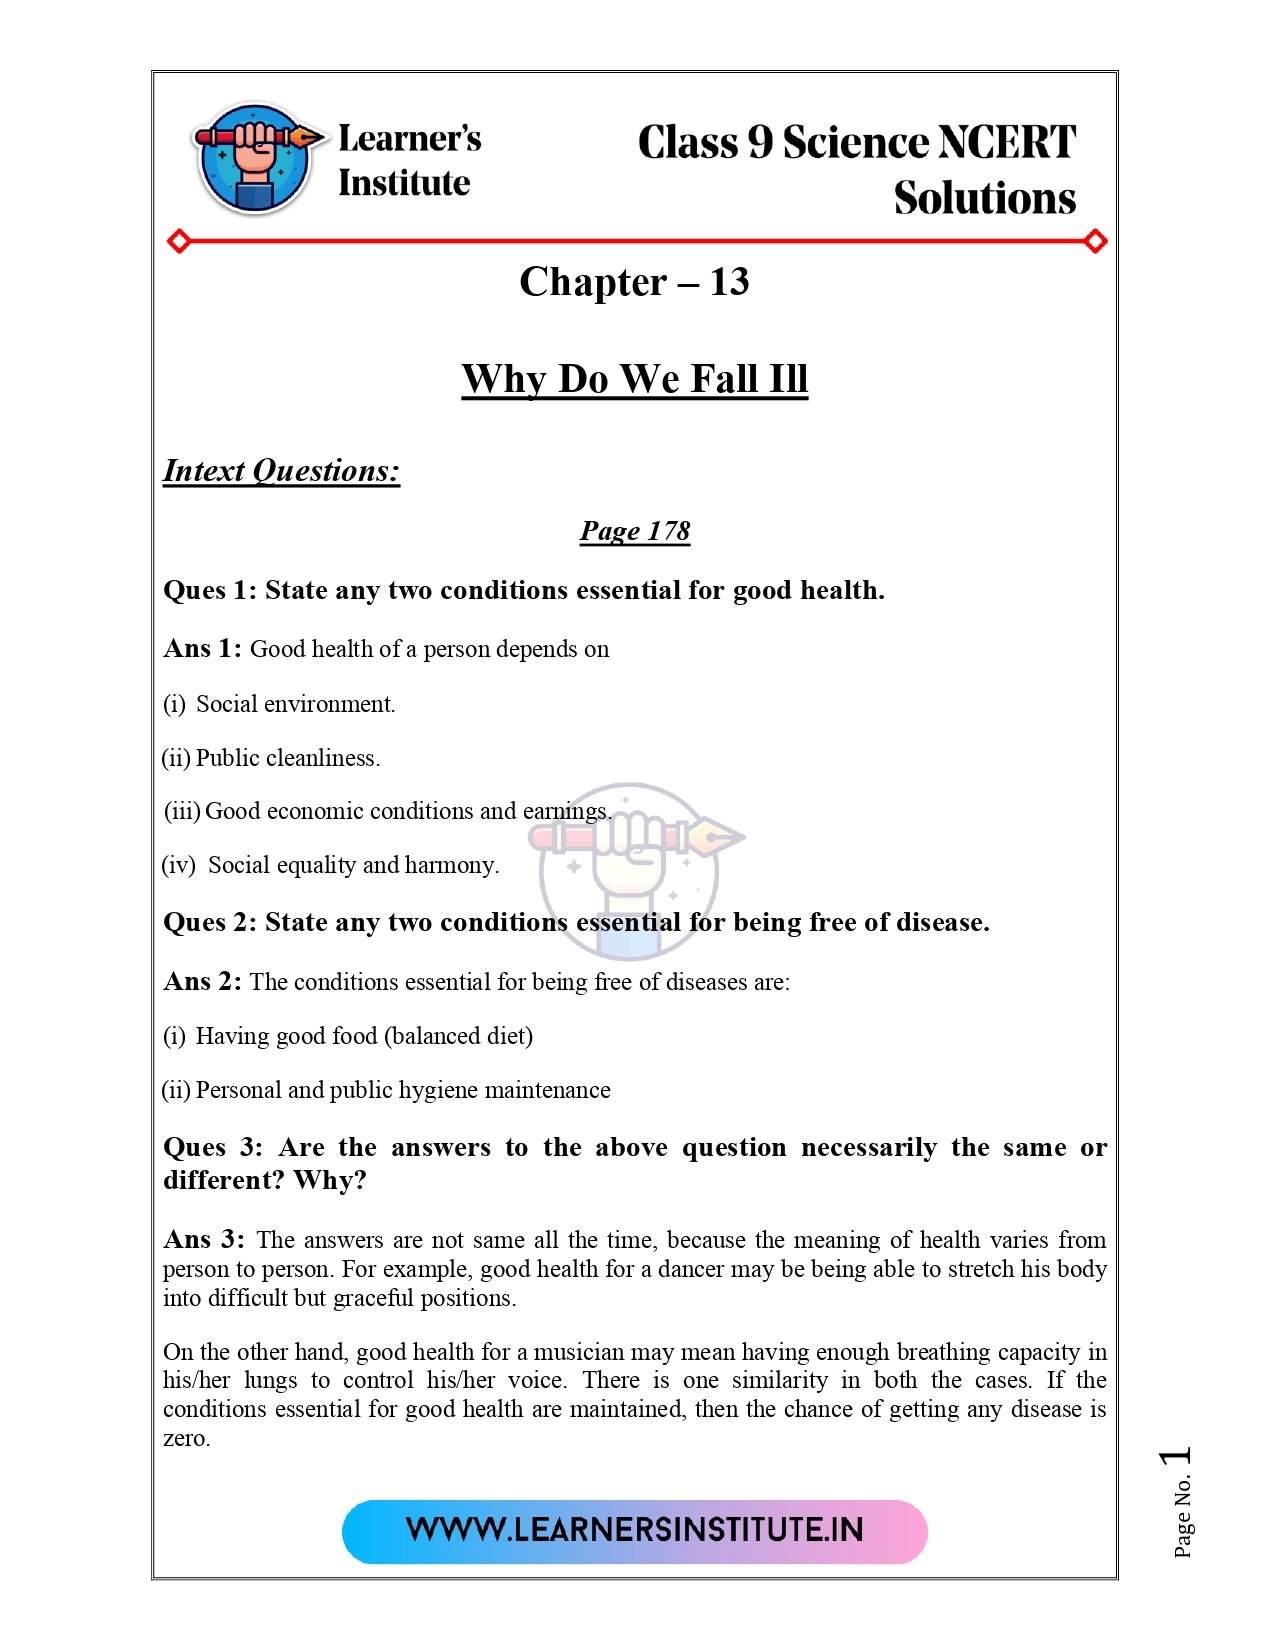 Learner's
Institute
Class 9 Science NCERT
Solutions
Chapter – 13
Why Do We Fall Ill
Intext Questions:
Page 178
Ques 1: State any two conditions essential for good health.
Ans 1: Good health of a person depends on
(i) Social environment.
(ii) Public cleanliness.
(iii) Good economic conditions and earnings.
(iv) Social equality and harmony.
Ques 2: State any two conditions essential for being free of disease.
Ans 2: The conditions essential for being free of diseases are:
(i) Having good food (balanced diet)
(ii) Personal and public hygiene maintenance
Ques 3: Are the answers to the above question necessarily the same or
different? Why?
Ans 3: The answers are not same all the time, because the meaning of health varies from
person to person. For example, good health for a dancer may be being able to stretch his body
into difficult but graceful positions.
On the other hand, good health for a musician may mean having enough breathing capacity in
his/her lungs to control his/her voice. There is one similarity in both the cases. If the
conditions essential for good health are maintained, then the chance of getting any disease is
zero.
WWW.LEARNERSINSTITUTE.IN
Page No. 1